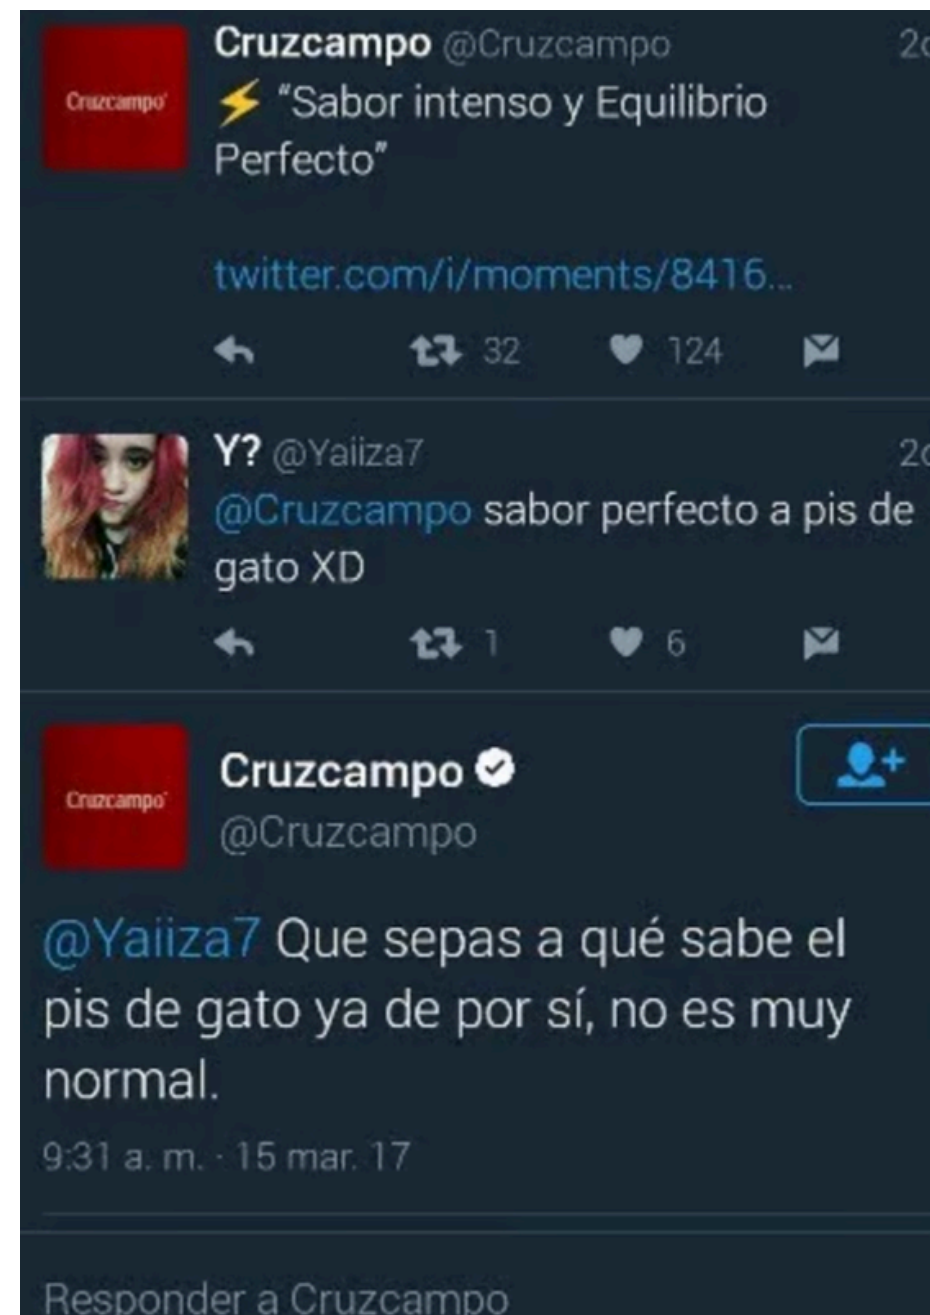 Cruzcampo @Cruzcampo
Cruzcampo
⚡ "Sabor intenso y Equilibrio
Perfecto"
twitter.com/i/moments/8416...
32 124
Y? @Yaiiza7
@Cruzcampo sabor perfecto a pis de
gato XD
1 6
Cruzcampo
Cruzcampo
@Cruzcampo
@Yaiiza7 Que sepas a qué sabe el
pis de gato ya de por sí, no es muy
normal.
9:31 a. m. · 15 mar. 17
Responder a Cruzcampo